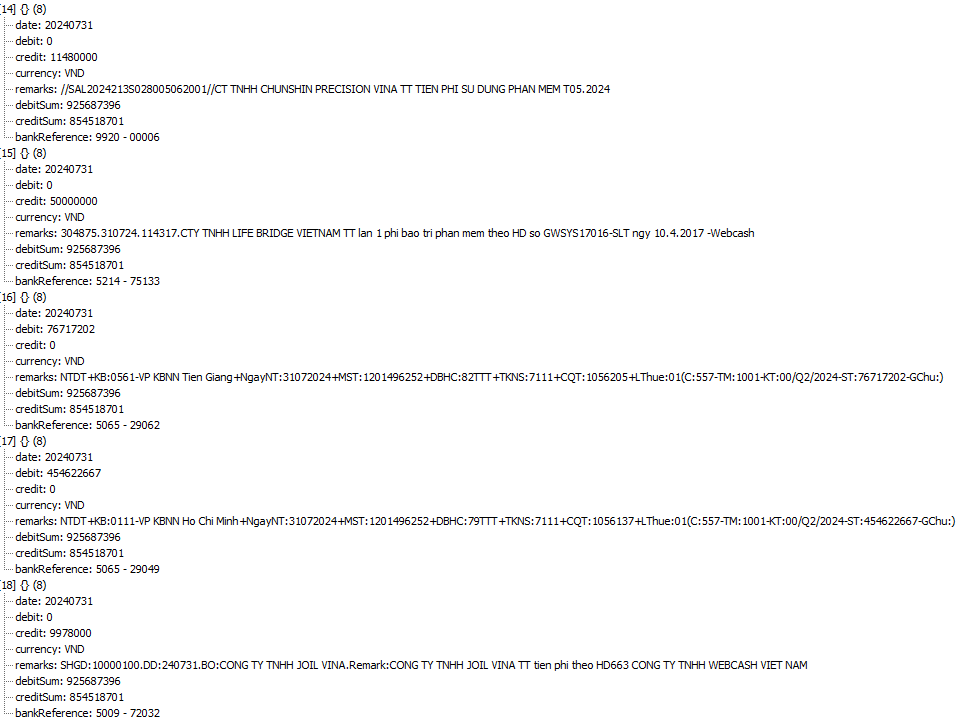 [14] {} (8)
date: 20240731
debit: 0
credit: 11480000
currency: VND
remarks: //SAL2024213S028005062001//CT TNHH CHUNSHIN PRECISION VINA TT TIEN PHI SU DUNG PHAN MEM T05.2024
debitSum: 925687396
creditSum: 854518701
bankReference: 9920 - 00006
[15] {} (8)
date: 20240731
debit: 0
credit: 50000000
currency: VND
remarks: 304875.310724.114317.CTY TNHH LIFE BRIDGE VIETNAM TT lan 1 phi bao tri phan mem theo HD so GWSYS17016-SLT ngy 10.4.2017 -Webcash
debitSum: 925687396
creditSum: 854518701
bankReference: 5214 - 75133
[16] {} (8)
date: 20240731
debit: 76717202
credit: 0
currency: VND
remarks: NTDT+KB:0561-VP KBNN Tien Giang+NgayNT:31072024+MST:1201496252+DBHC:82TTT+TKNS:7111+CQT:1056205+LThue:01(C:557-TM:1001-KT:00/Q2/2024-ST:76717202-GChu:)
debitSum: 925687396
creditSum: 854518701
bankReference: 5065 - 29062
[17] {} (8)
date: 20240731
debit: 454622667
credit: 0
currency: VND
remarks: NTDT+KB:0111-VP KBNN Ho Chi Minh+NgayNT:31072024+MST:1201496252+DBHC:79TTT+TKNS:7111+CQT:1056137+LThue:01(C:557-TM:1001-KT:00/Q2/2024-ST:454622667-GChu:)
debitSum: 925687396
creditSum: 854518701
bankReference: 5065 - 29049
[18] {} (8)
date: 20240731
debit: 0
credit: 9978000
currency: VND
remarks: SHGD:10000100.DD:240731.BO:CONG TY TNHH JOIL VINA.Remark:CONG TY TNHH JOIL VINA TT tien phi theo HD663 CONG TY TNHH WEBCASH VIET NAM
debitSum: 925687396
creditSum: 854518701
bankReference: 5009 - 72032